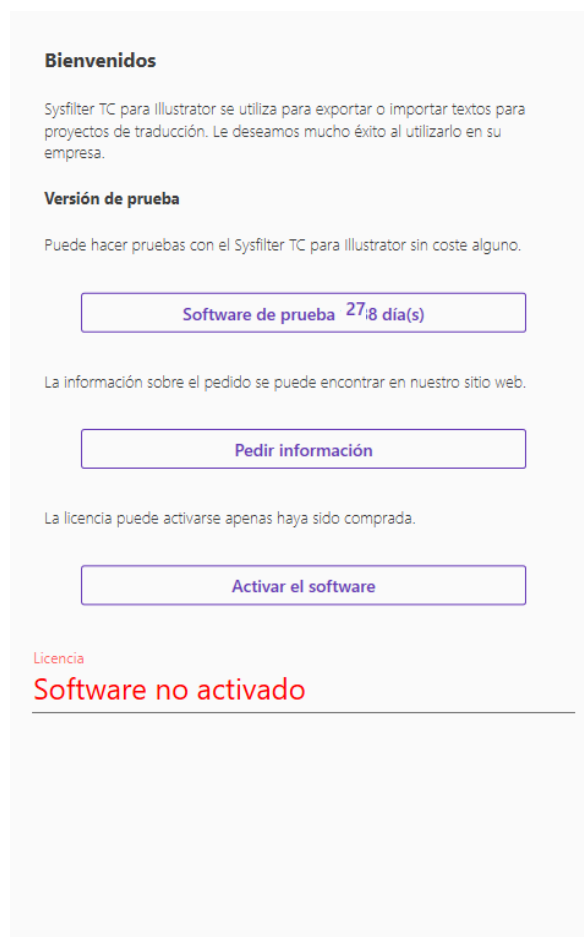 Bienvenidos
Sysfilter TC para Illustrator se utiliza para exportar o importar textos para
proyectos de traducción. Le deseamos mucho éxito al utilizarlo en su
empresa.
Versión de prueba
Puede hacer pruebas con el Sysfilter TC para Illustrator sin coste alguno.
Software de prueba día(s)
La información sobre el pedido se puede encontrar en nuestro sitio web.
Pedir información
La licencia puede activarse apenas haya sido comprada.
Activar el software
Licencia
Software no activado